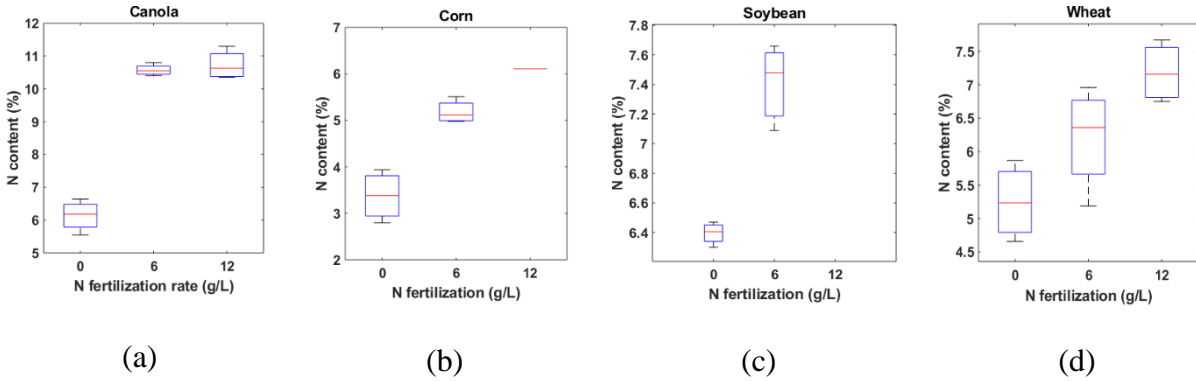 Canola
12
11
10
9
8
7
6
5
N content (%)
0 6 12
N fertilization rate (g/L)
(a)
Corn
7
6
5
4
3
2
N content (%)
0 6 12
N fertilization (g/L)
(b)
Soybean
7.8
7.6
7.4
7.2
7
6.8
6.6
6.4
N content (%)
0 6 12
N fertilization (g/L)
(c)
Wheat
7.5
7
6.5
6
5.5
5
4.5
N content (%)
0 6 12
N fertilization (g/L)
(d)